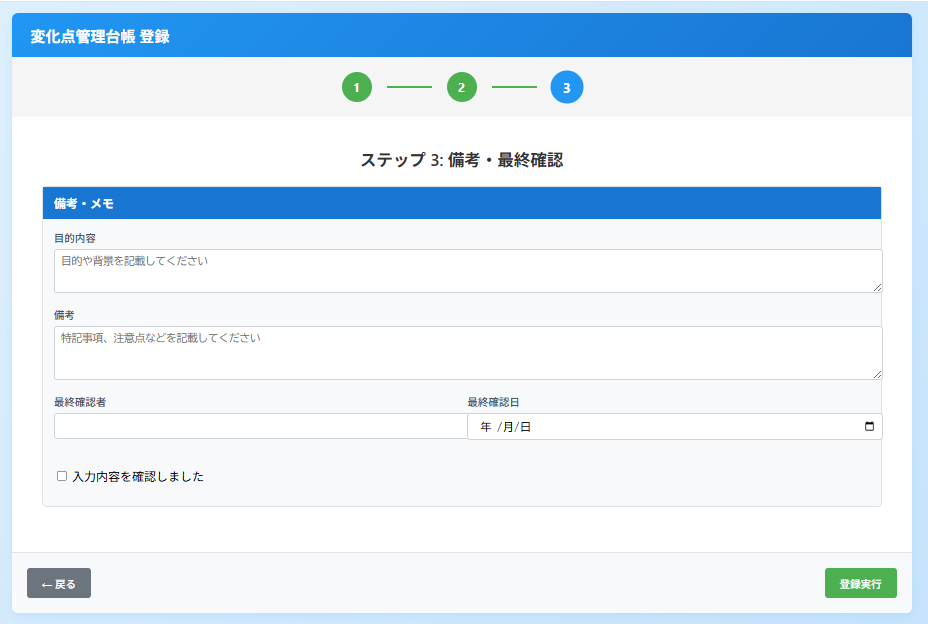 変化点管理台帳 登録
1 2 3
ステップ 3: 備考・最終確認
備考・メモ
目的内容
目的や背景を記載してください
備考
特記事項、注意点などを記載してください
最終確認者 最終確認日
年 /月/日
入力内容を確認しました
←戻る 登録実行